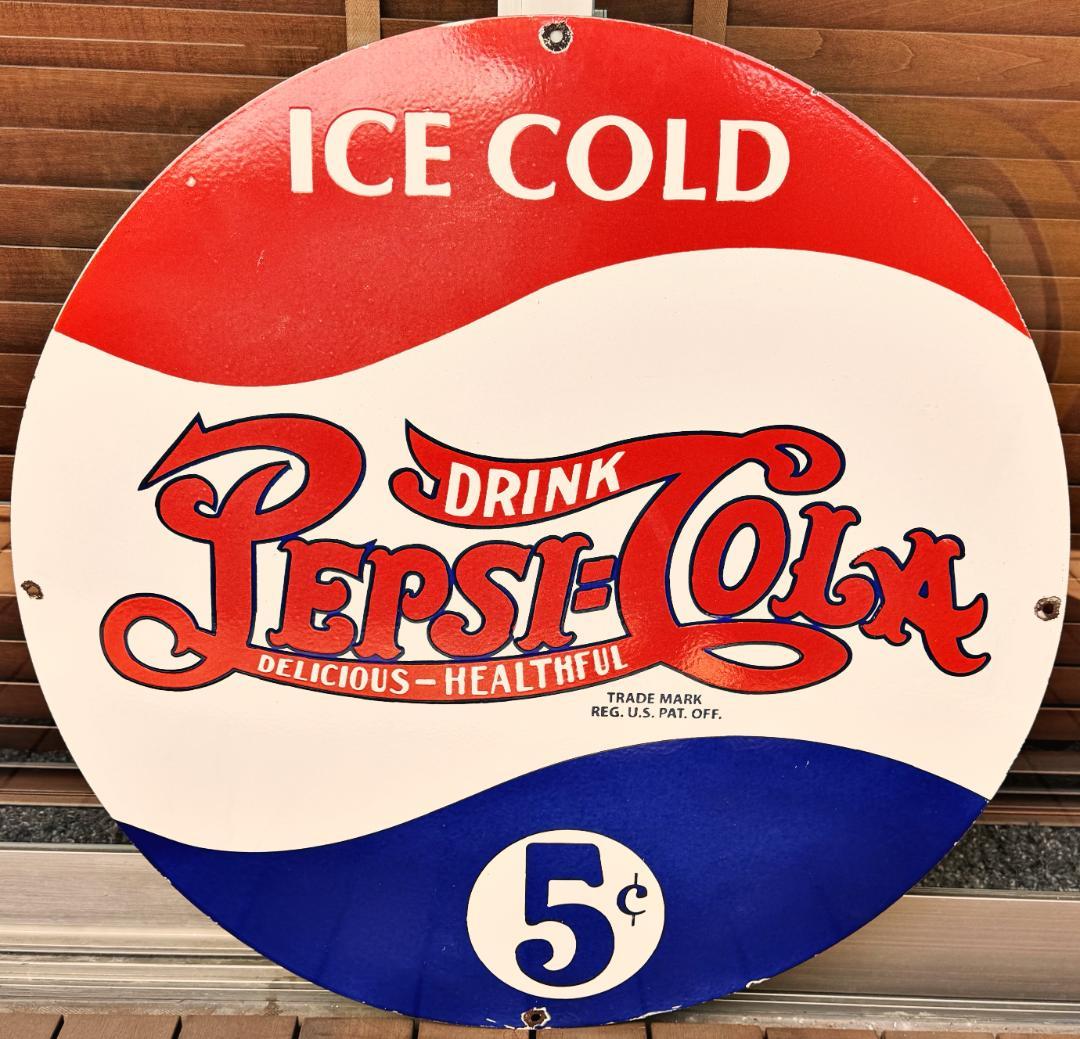 ICE COLD
DRINK
PEPSI=COLA
DELICIOUS-HEALTHFUL
TRADE MARK
REG. U.S. PAT. OFF.
5¢